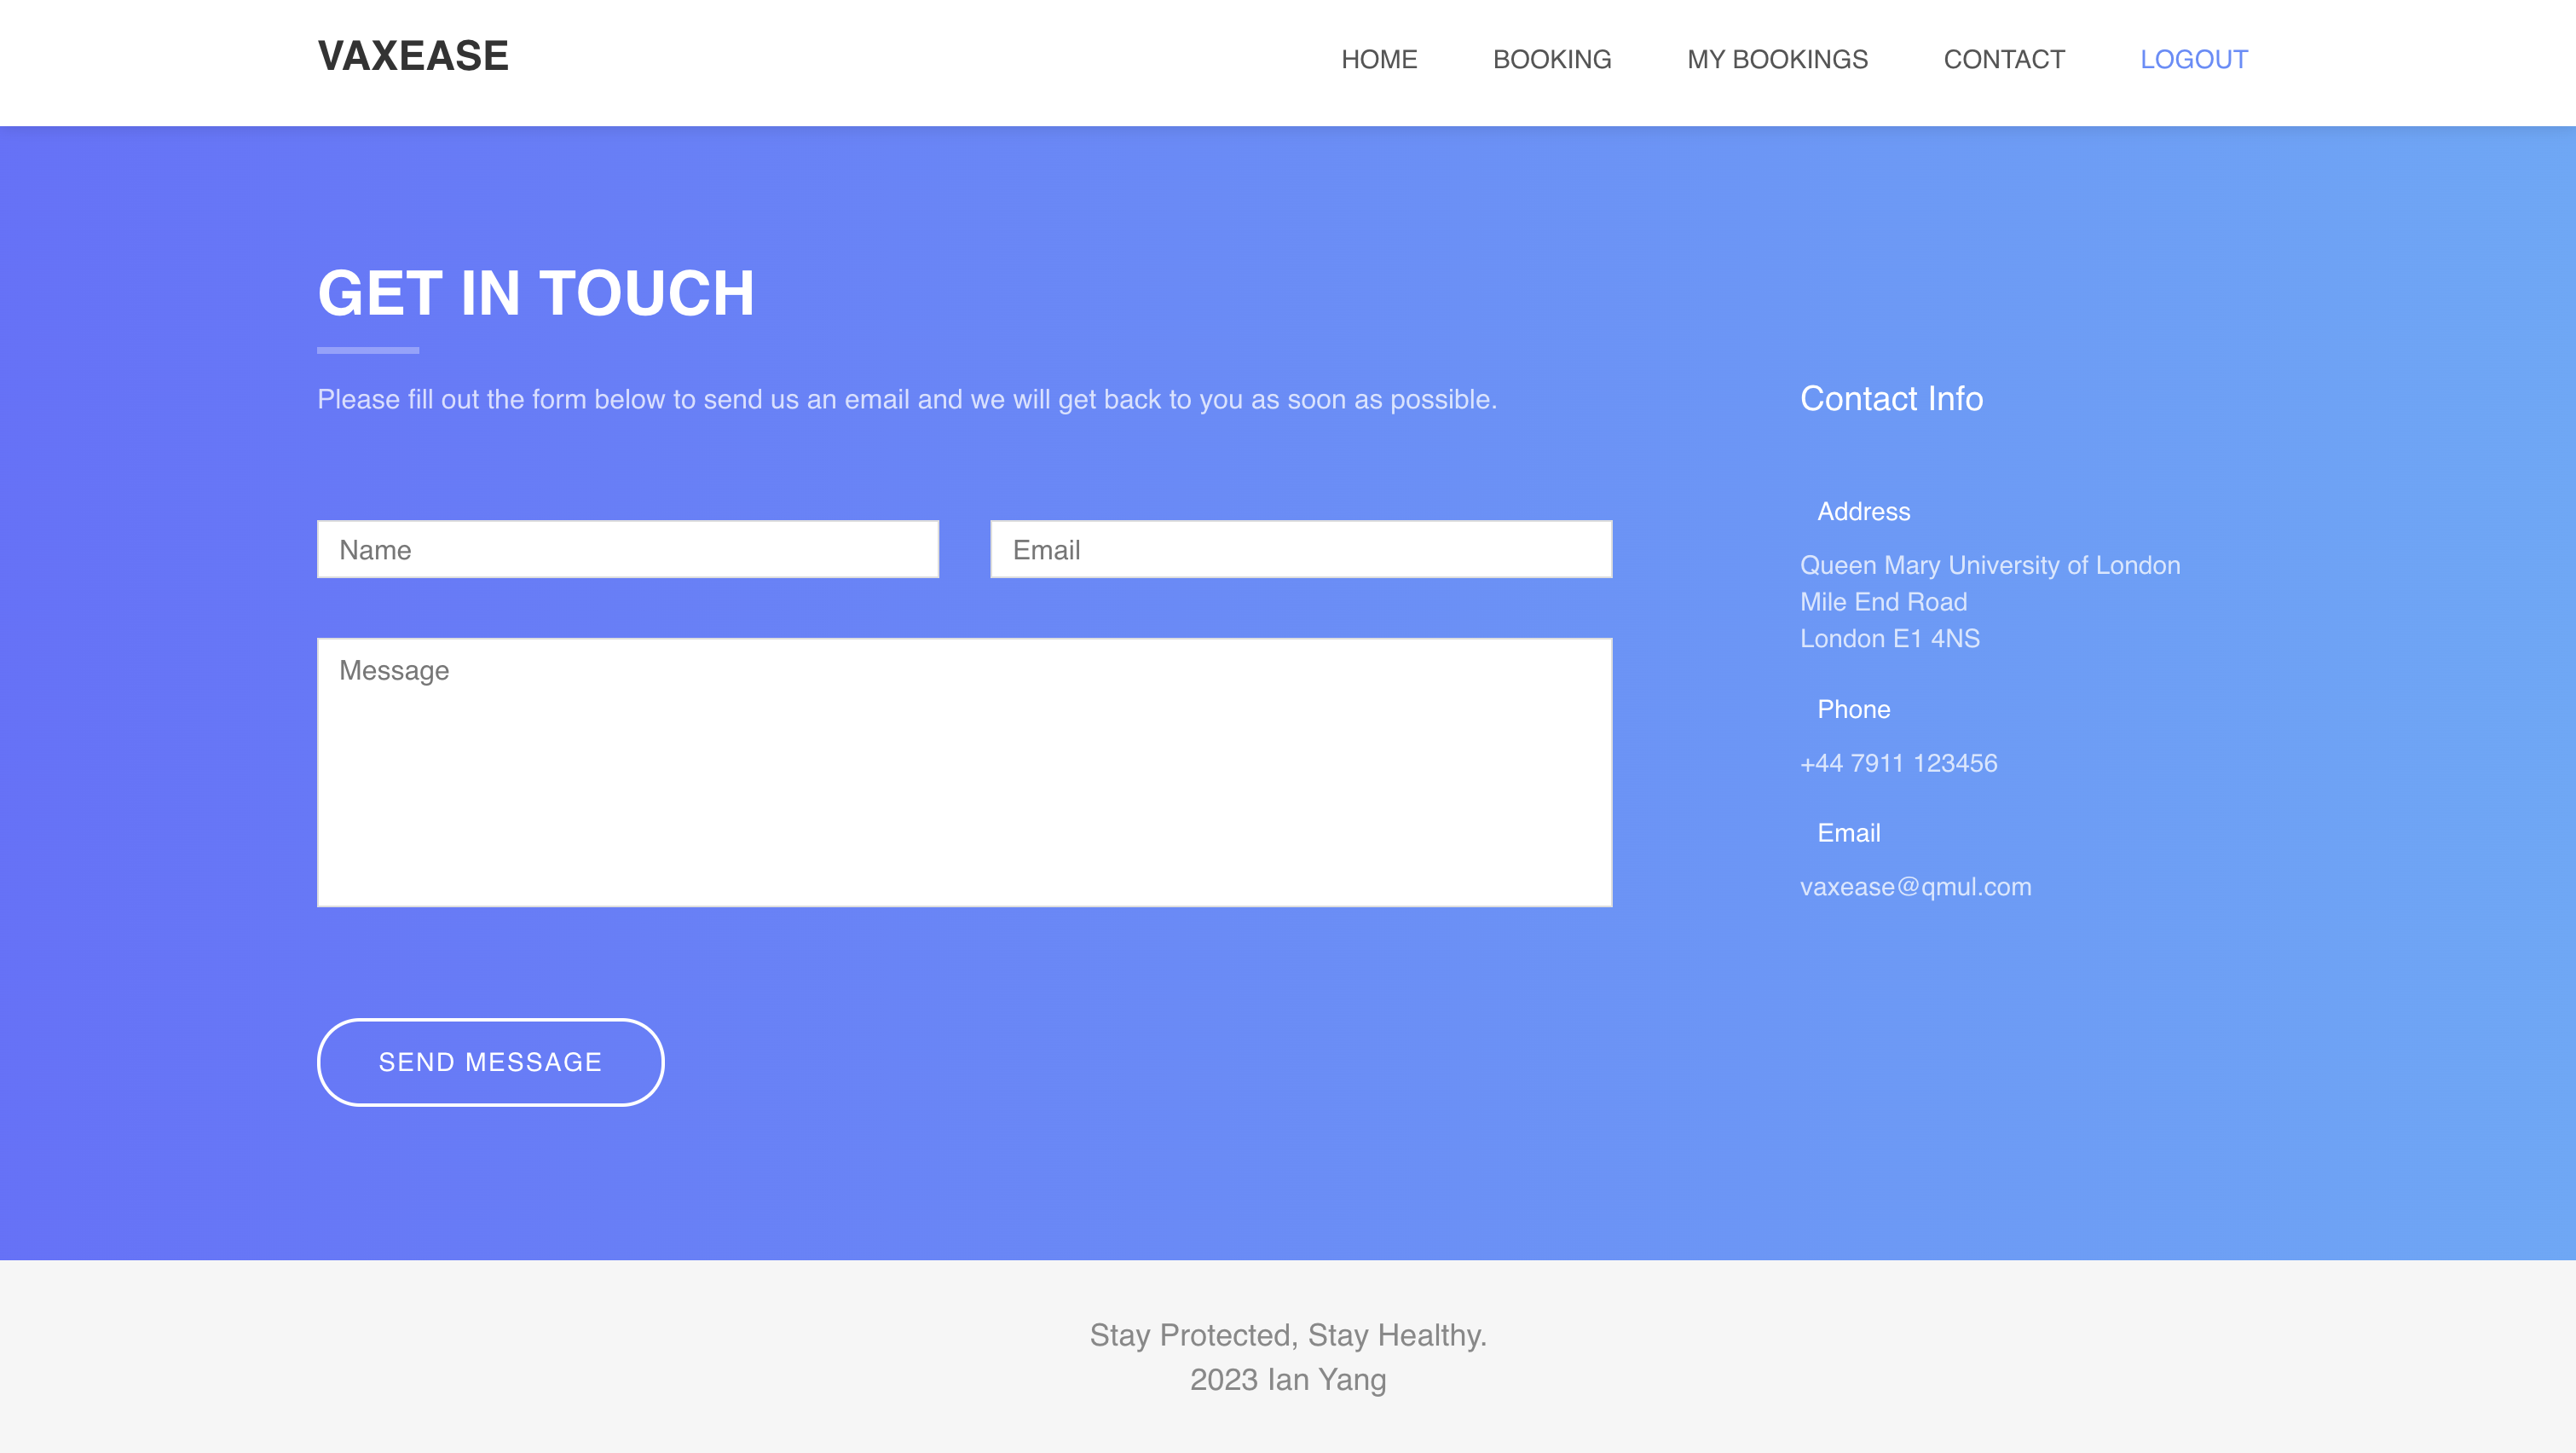 VAXEASE
HOME BOOKING MY BOOKINGS CONTACT LOGOUT
GET IN TOUCH
Please fill out the form below to send us an email and we will get back to you as soon as possible.
Name
Email
Message
SEND MESSAGE
Contact Info
Address
Queen Mary University of London
Mile End Road
London E1 4NS
Phone
+44 7911 123456
Email
vaxease@qmul.com
Stay Protected, Stay Healthy.
2023 Ian Yang